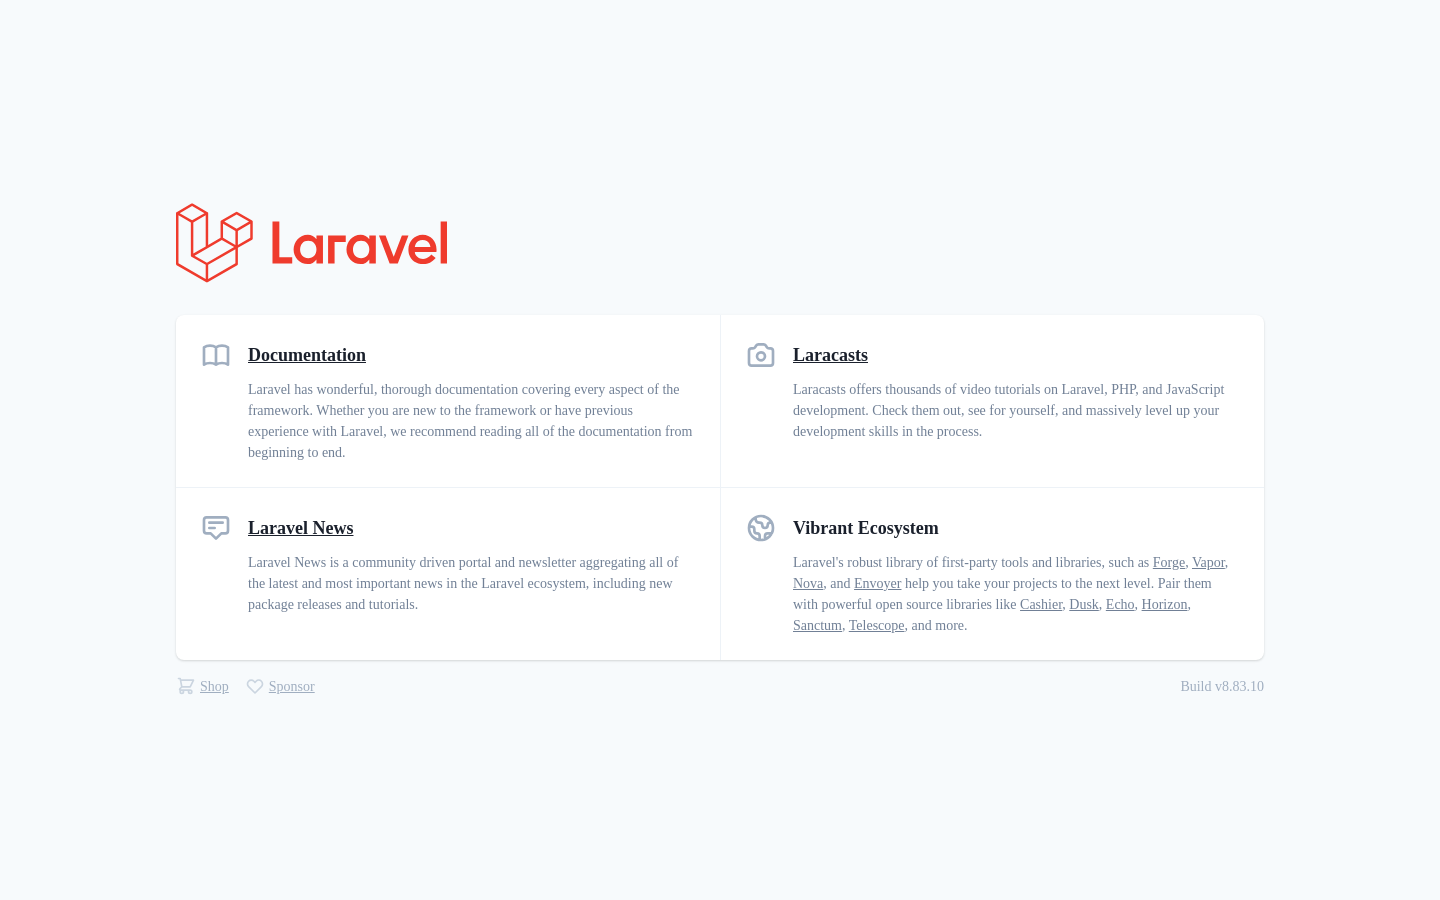 Laravel
Documentation
Laravel has wonderful, thorough documentation covering every aspect of the
framework. Whether you are new to the framework or have previous
experience with Laravel, we recommend reading all of the documentation from
beginning to end.
Laracasts
Laracasts offers thousands of video tutorials on Laravel, PHP, and JavaScript
development. Check them out, see for yourself, and massively level up your
development skills in the process.
Laravel News
Laravel News is a community driven portal and newsletter aggregating all of
the latest and most important news in the Laravel ecosystem, including new
package releases and tutorials.
Vibrant Ecosystem
Laravel's robust library of first-party tools and libraries, such as Forge, Vapor,
Nova, and Envoyer help you take your projects to the next level. Pair them
with powerful open source libraries like Cashier, Dusk, Echo, Horizon,
Sanctum, Telescope, and more.
Shop Sponsor Build v8.83.10